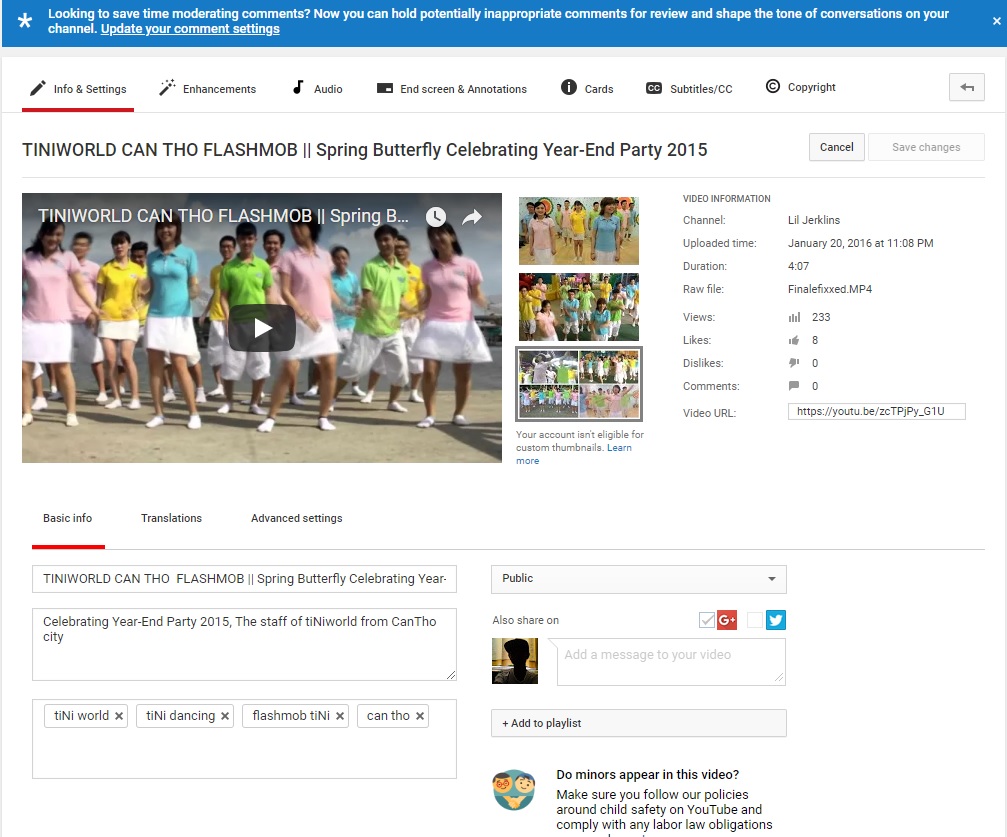 Looking to save time moderating comments? Now you can hold potentially inappropriate comments for review and shape the tone of conversations on your
channel. Update your comment settings
Info & Settings
Enhancements
Audio
End screen & Annotations
Cards
CC
Subtitles/CC
Copyright
TINIWORLD CAN THO FLASHMOB || Spring Butterfly Celebrating Year-End Party 2015
Cancel
Save changes
TINIWORLD CAN THO FLASHMOB || Spring B...
Your account isn't eligible for
custom thumbnails. Learn
more
VIDEO INFORMATION
Channel: Lil Jerklins
Uploaded time: January 20, 2016 at 11:08 PM
Duration: 4:07
Raw file: Finalefixxed.MP4
Views: 233
Likes: 8
Dislikes: 0
Comments: 0
Video URL: https://youtu.be/zcTPjPy_G1U
Basic info
Translations
Advanced settings
TINIWORLD CAN THO  FLASHMOB || Spring Butterfly Celebrating Year-
Celebrating Year-End Party 2015, The staff of tiNiworld from CanTho
city
tiNi world × tiNi dancing × flashmob tiNi × can tho ×
Public
Also share on
G+
Add a message to your video
+ Add to playlist
Do minors appear in this video?
Make sure you follow our policies
around child safety on YouTube and
comply with any labor law obligations